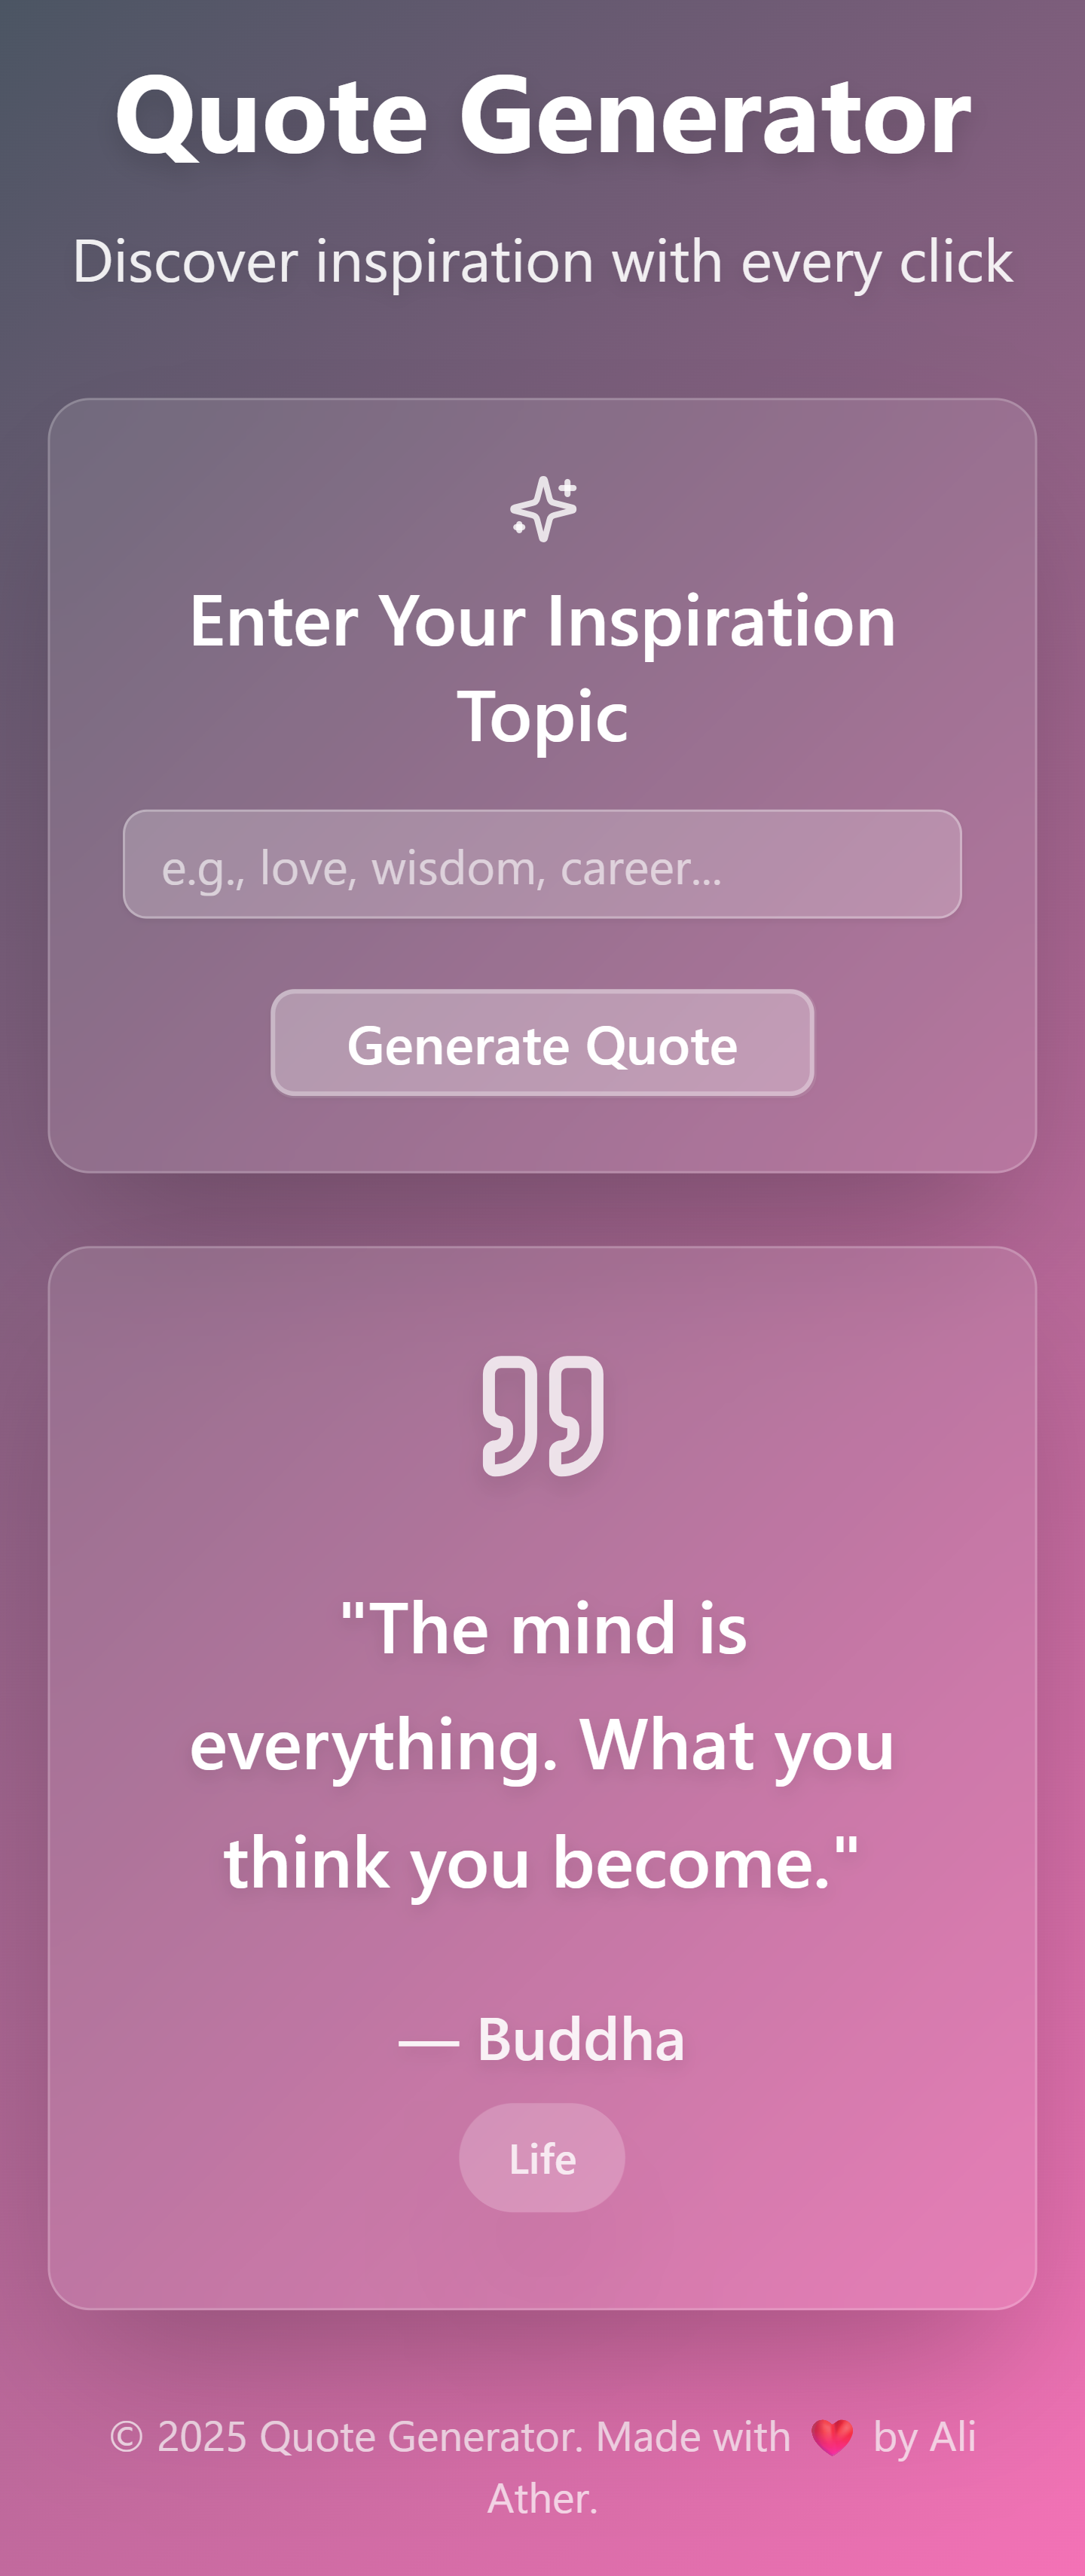 Quote Generator
Discover inspiration with every click
Enter Your Inspiration
Topic
e.g., love, wisdom, career...
Generate Quote
"The mind is
everything. What you
think you become."
— Buddha
Life
© 2025 Quote Generator. Made with ❤️ by Ali
Ather.